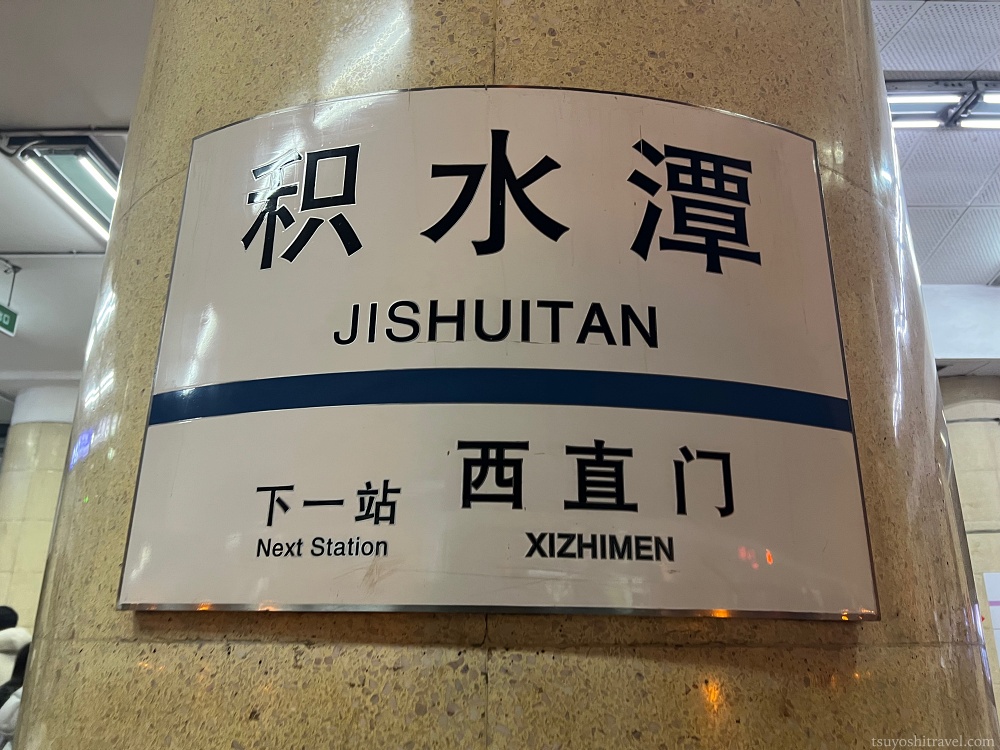 积水潭
JISHUITAN
下一站 西直门
Next Station XIZHIMEN
tsuyoshitravel.com